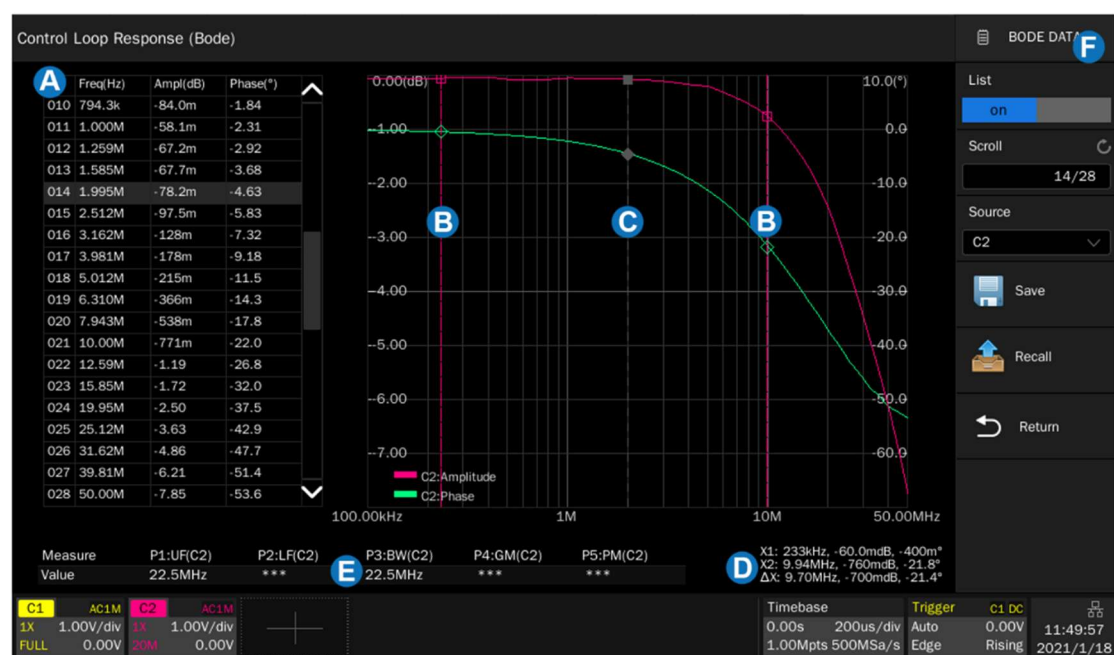 Control Loop Response (Bode)
BODE DATA
F
A
Freq(Hz) Ampl(dB) Phase(°)
010 794.3k -84.0m -1.84
011 1.000M -58.1m -2.31
012 1.259M -67.2m -2.92
013 1.585M -67.7m -3.68
014 1.995M -78.2m -4.63
015 2.512M -97.5m -5.83
016 3.162M -128m -7.32
017 3.981M -178m -9.18
018 5.012M -215m -11.5
019 6.310M -366m -14.3
020 7.943M -538m -17.8
021 10.00M -771m -22.0
022 12.59M -1.19 -26.8
023 15.85M -1.72 -32.0
024 19.95M -2.50 -37.5
025 25.12M -3.63 -42.9
026 31.62M -4.86 -47.7
027 39.81M -6.21 -51.4
028 50.00M -7.85 -53.6
0.00(dB) 10.0(°)
-1.00 0.0
-2.00 -10.0
B C B
-3.00 -20.0
-4.00 -30.0
-5.00 -40.0
-6.00 -50.0
-7.00 -60.0
C2:Amplitude
C2:Phase
100.00kHz 1M 10M 50.00MHz
List
on
Scroll
14/28
Source
C2
Save
Recall
Return
Measure P1:UF(C2) P2:LF(C2) P3:BW(C2) P4:GM(C2) P5:PM(C2)
Value 22.5MHz *** E 22.5MHz *** ***
D
X1: 233kHz, -60.0mdB, -400m°
X2: 9.94MHz, -760mdB, -21.8°
ΔX: 9.70MHz, -700mdB, -21.4°
C1 AC1M
1X 1.00V/div
FULL 0.00V
C2 AC1M
1X 1.00V/div
20M 0.00V
Timebase
0.00s 200us/div
1.00Mpts 500MSa/s
Trigger C1 DC
Auto 0.00V
Edge Rising
11:49:57
2021/1/18